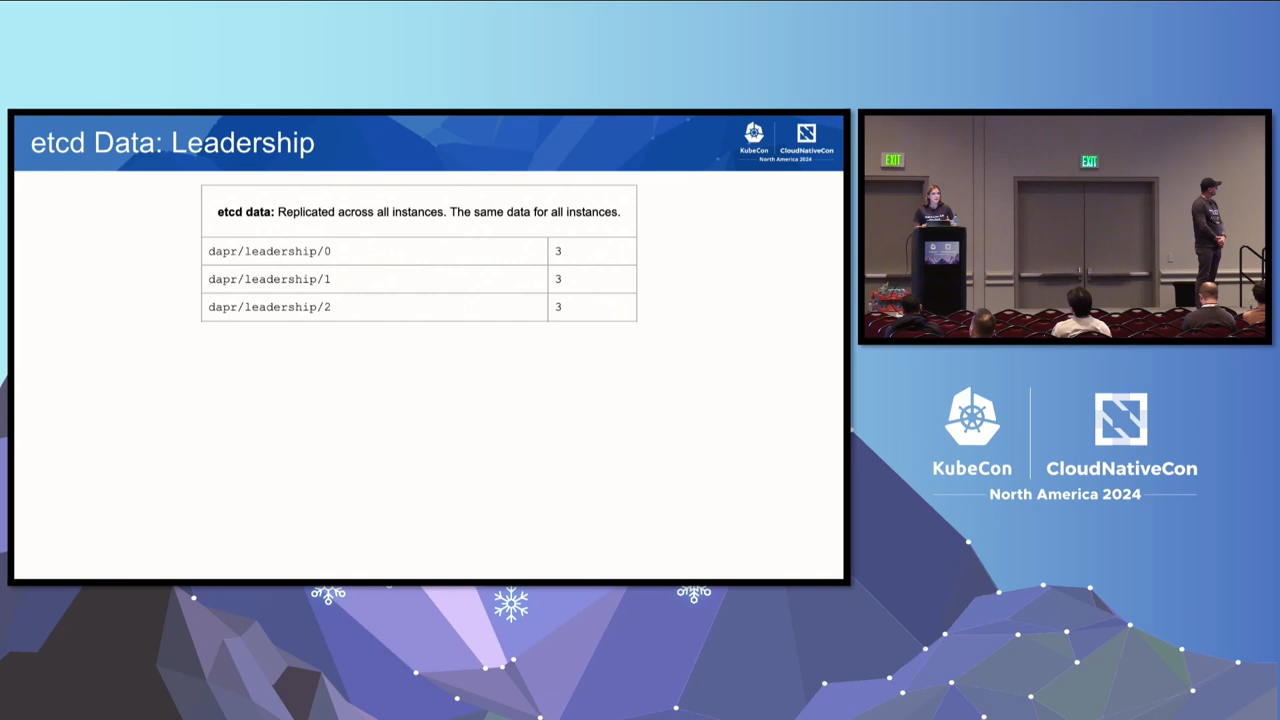 etcd Data: Leadership
KubeCon
CloudNativeCon
North America 2024
etcd data: Replicated across all instances. The same data for all instances.
dapr/leadership/0 3
dapr/leadership/1 3
dapr/leadership/2 3
EXIT
EXIT
KubeCon
CloudNativeCon
North America 2024